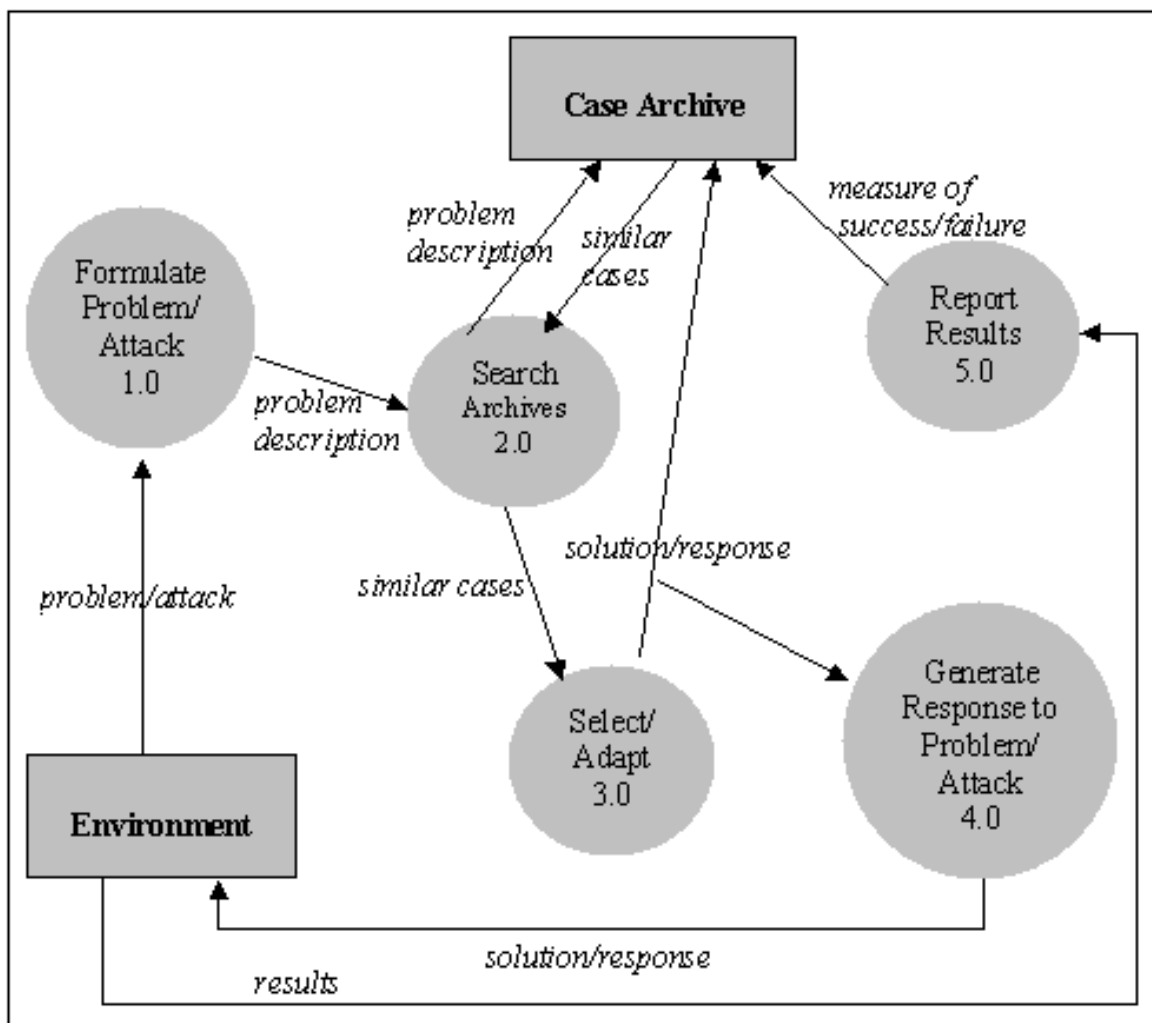 Case Archive
measure of
success/failure
problem
description
similar
cases
Formulate
Problem/
Attack
1.0
Report
Results
5.0
Search
Archives
2.0
problem
description
solution/response
similar cases
problem/attack
Generate
Response to
Problem/
Attack
4.0
Select/
Adapt
3.0
Environment
solution/response
results